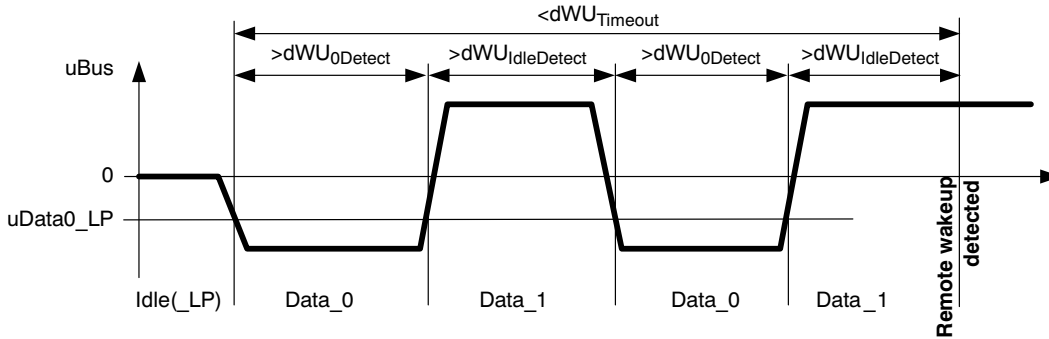 <dWU_Timeout
>dWU_0Detect >dWU_IdleDetect >dWU_0Detect >dWU_IdleDetect
uBus
0
uData0_LP
Idle(_LP) Data_0 Data_1 Data_0 Data_1
Remote wakeup
detected